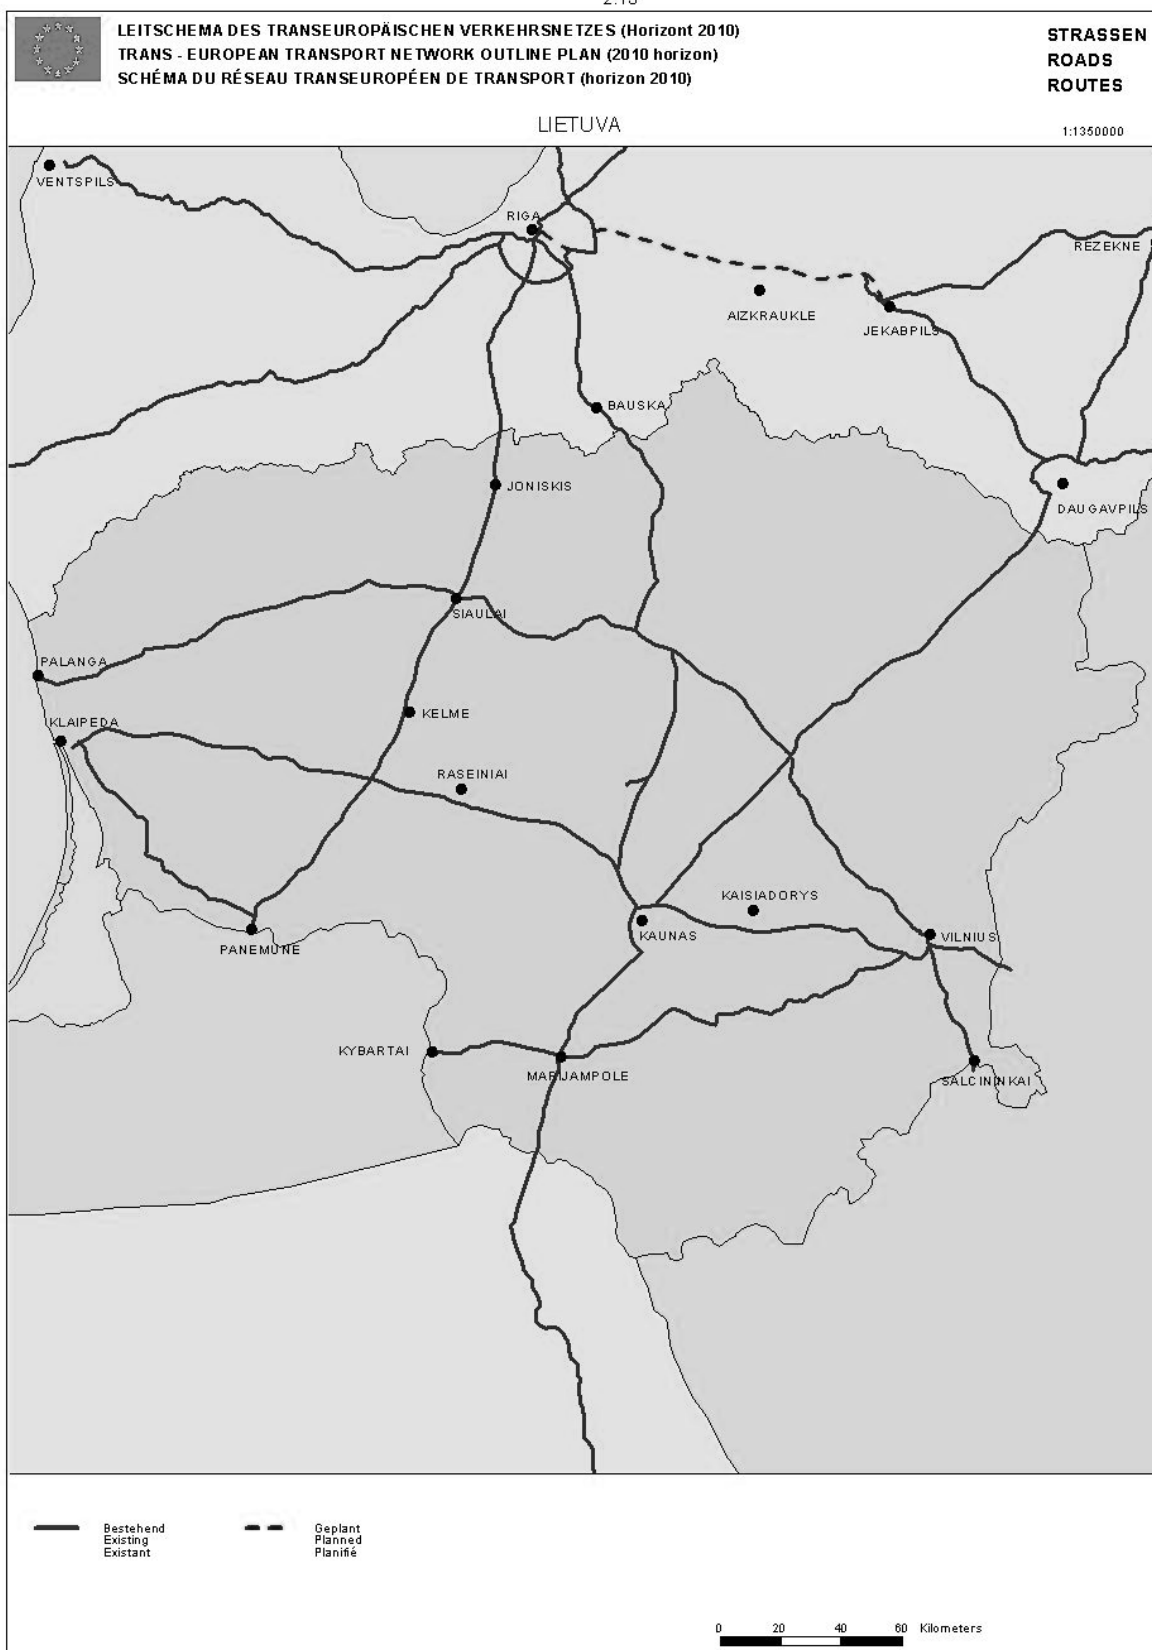 LEITSCHEMA DES TRANSEUROPÄISCHEN VERKEHRSNETZES (Horizont 2010)
TRANS - EUROPEAN TRANSPORT NETWORK OUTLINE PLAN (2010 horizon)
SCHÉMA DU RÉSEAU TRANSEUROPÉEN DE TRANSPORT (horizon 2010)
STRASSEN
ROADS
ROUTES
LIETUVA
1:1350000
VENTSPILS
RIGA
REZEKNE
AIZKRAUKLE
JEKABPILS
BAUSKA
JONISKIS
DAUGAVPILS
SIAULAI
PALANGA
KLAIPEDA
KELME
RASEINIAI
KAISIADORYS
KAUNAS
VILNIUS
PANEMUNE
KYBARTAI
MARIJAMPOLE
SALCININKAI
Bestehend
Existing
Existant
Geplant
Planned
Planifié
0 20 40 60 Kilometers